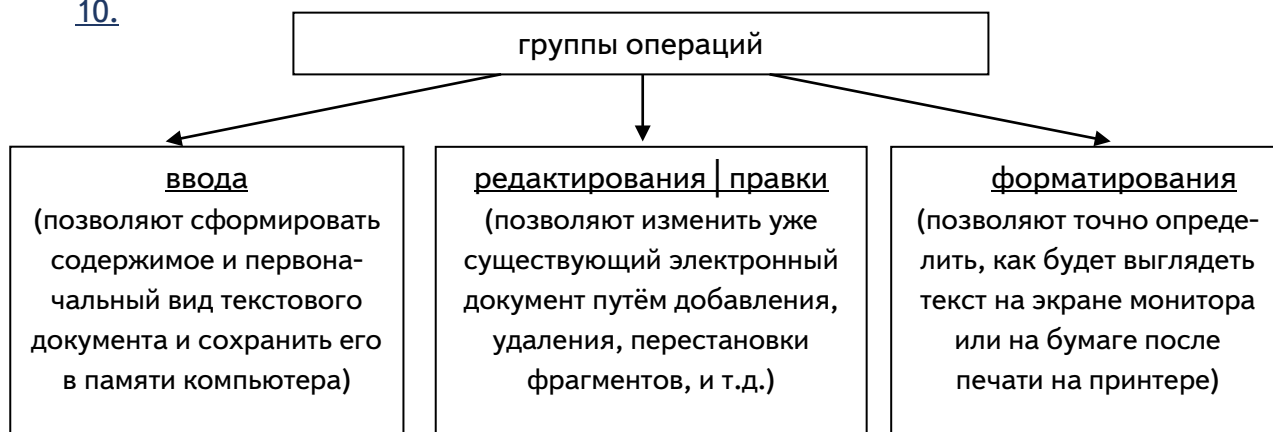 10.
группы операций
ввода
(позволяют сформировать
содержимое и первона-
чальный вид текстового
документа и сохранить его
в памяти компьютера)
редактирования | правки
(позволяют изменить уже
существующий электронный
документ путём добавления,
удаления, перестановки
фрагментов, и т.д.)
форматирования
(позволяют точно опреде-
лить, как будет выглядеть
текст на экране монитора
или на бумаге после
печати на принтере)